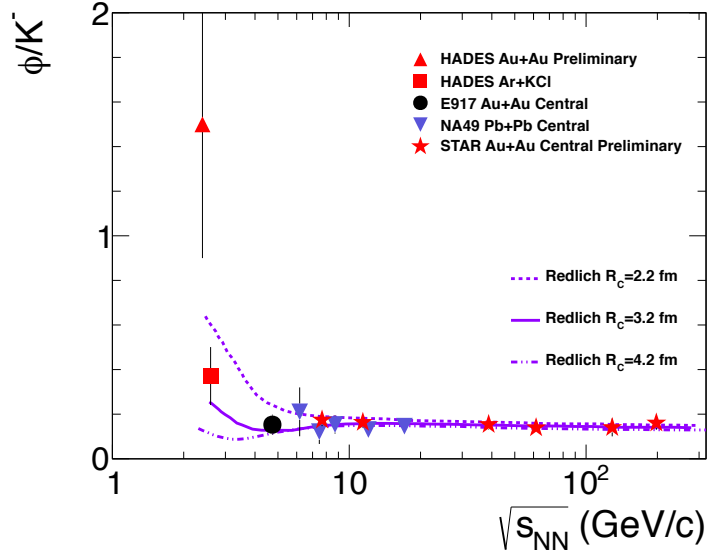 φ/K⁻
2
1
0
HADES Au+Au Preliminary
HADES Ar+KCl
E917 Au+Au Central
NA49 Pb+Pb Central
STAR Au+Au Central Preliminary
Redlich R_C=2.2 fm
Redlich R_C=3.2 fm
Redlich R_C=4.2 fm
1 10 10²
√s_NN (GeV/c)